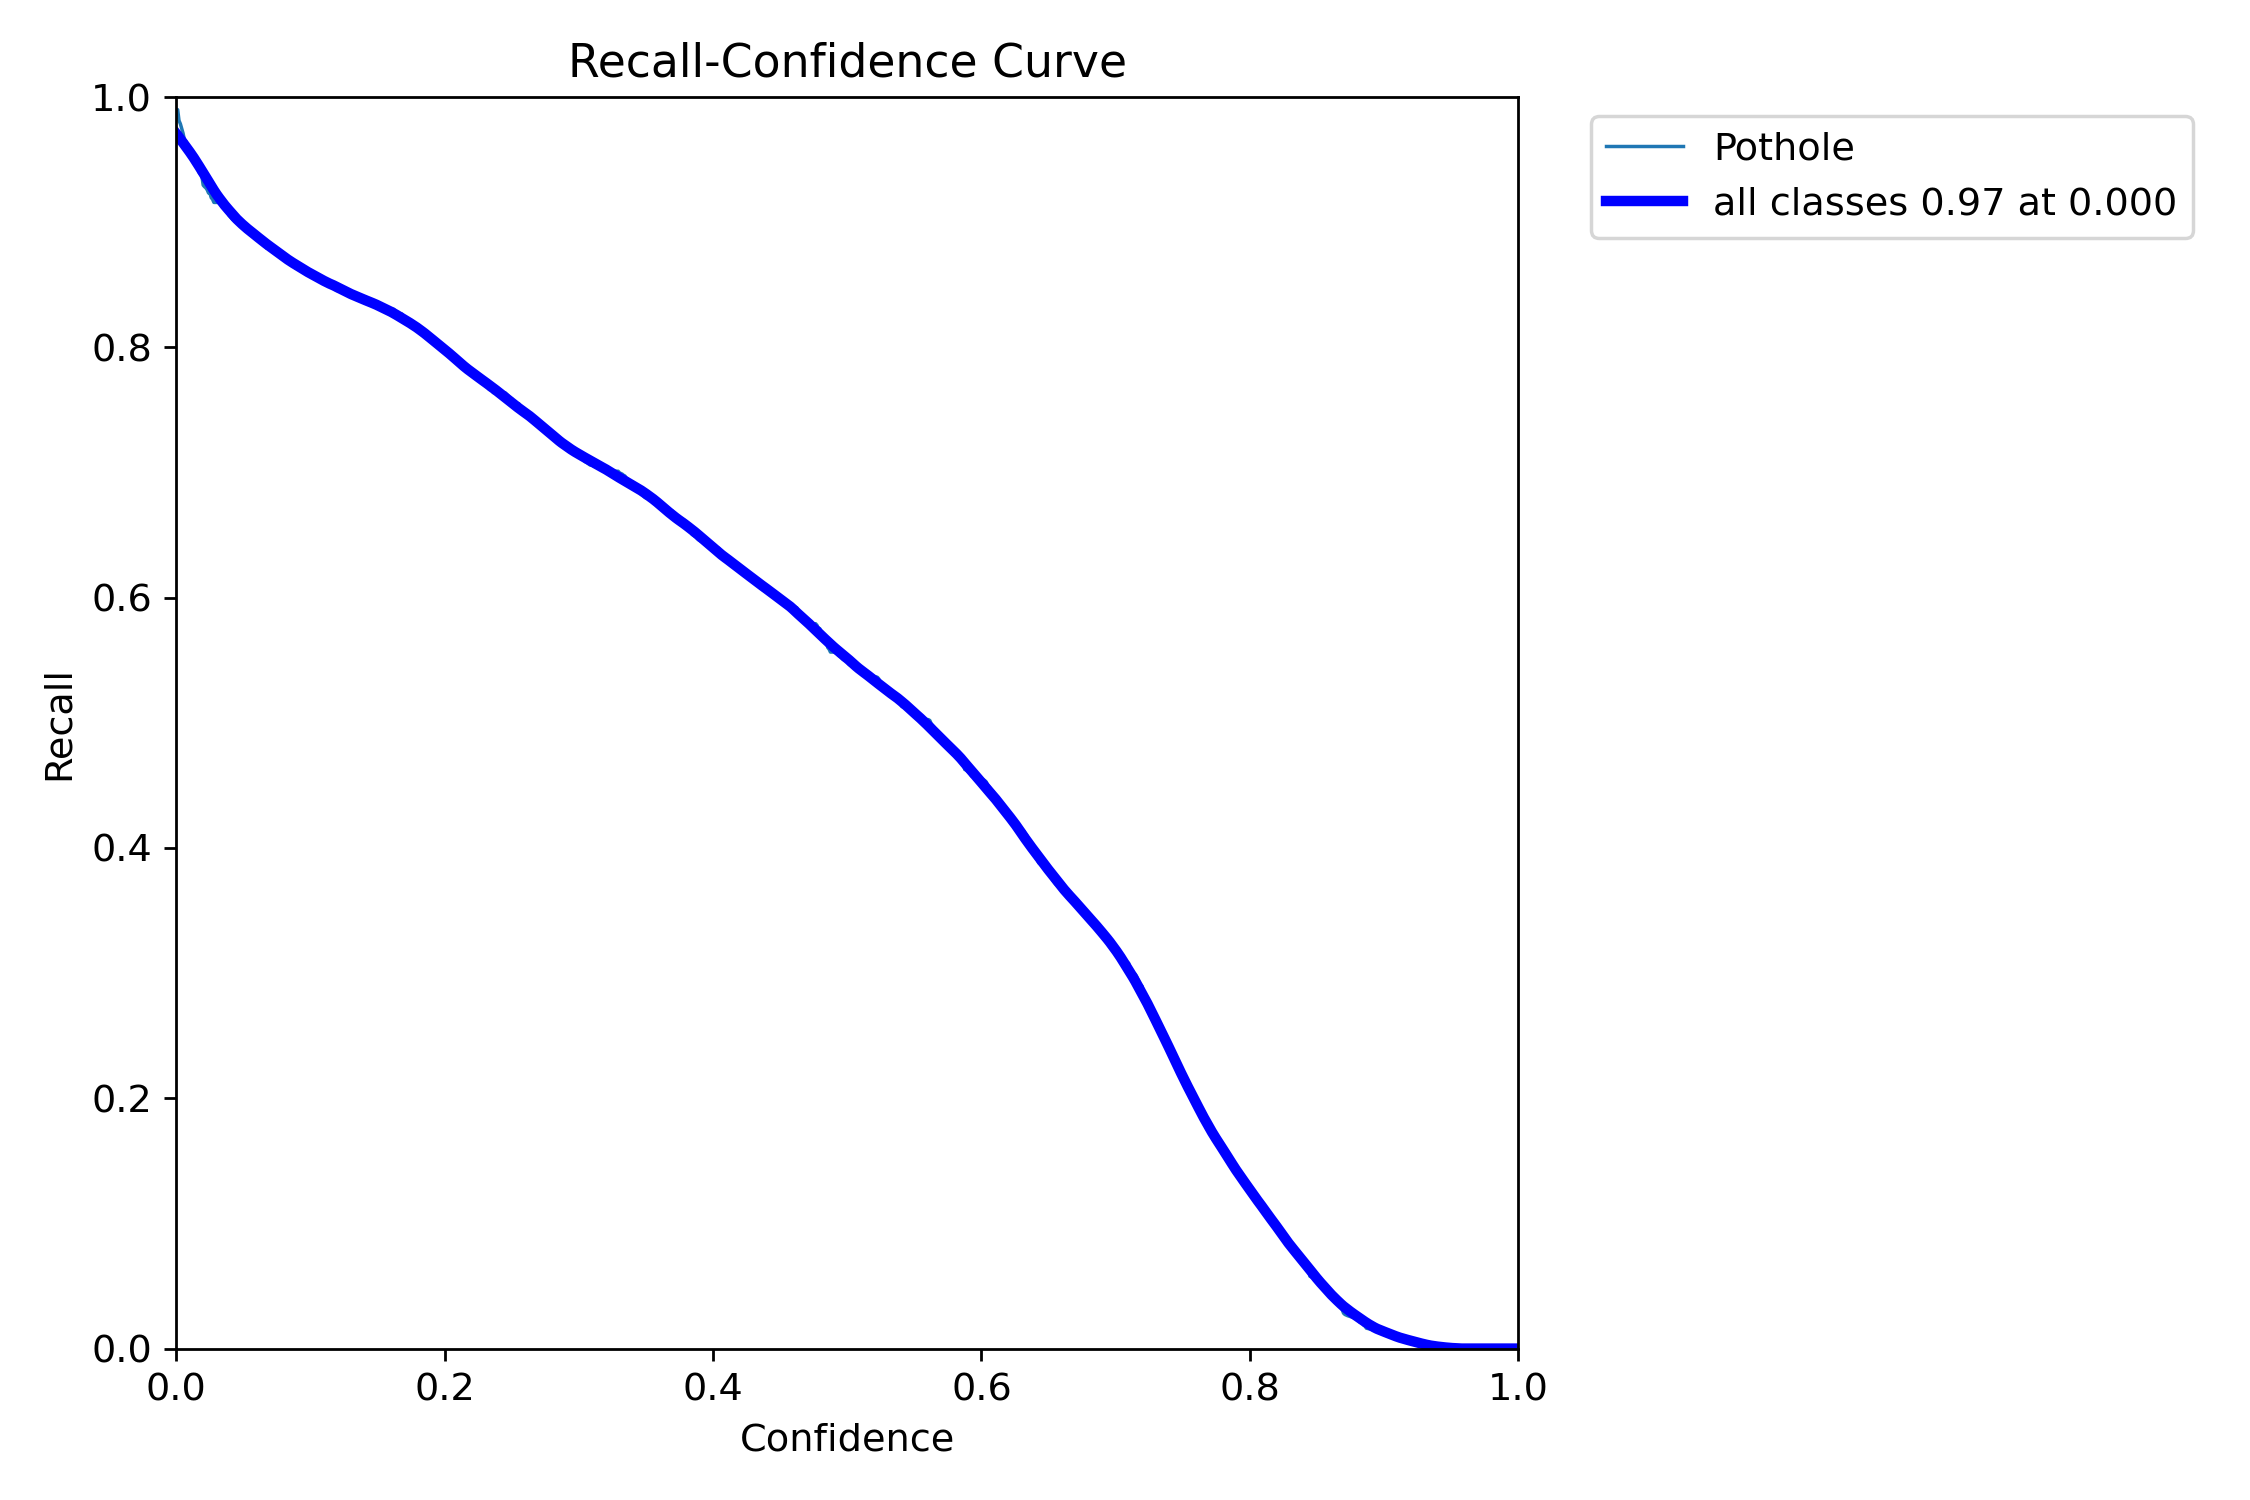 Recall-Confidence Curve
1.0
0.8
0.6
0.4
0.2
0.0
Recall
0.0 0.2 0.4 0.6 0.8 1.0
Confidence
Pothole
all classes 0.97 at 0.000